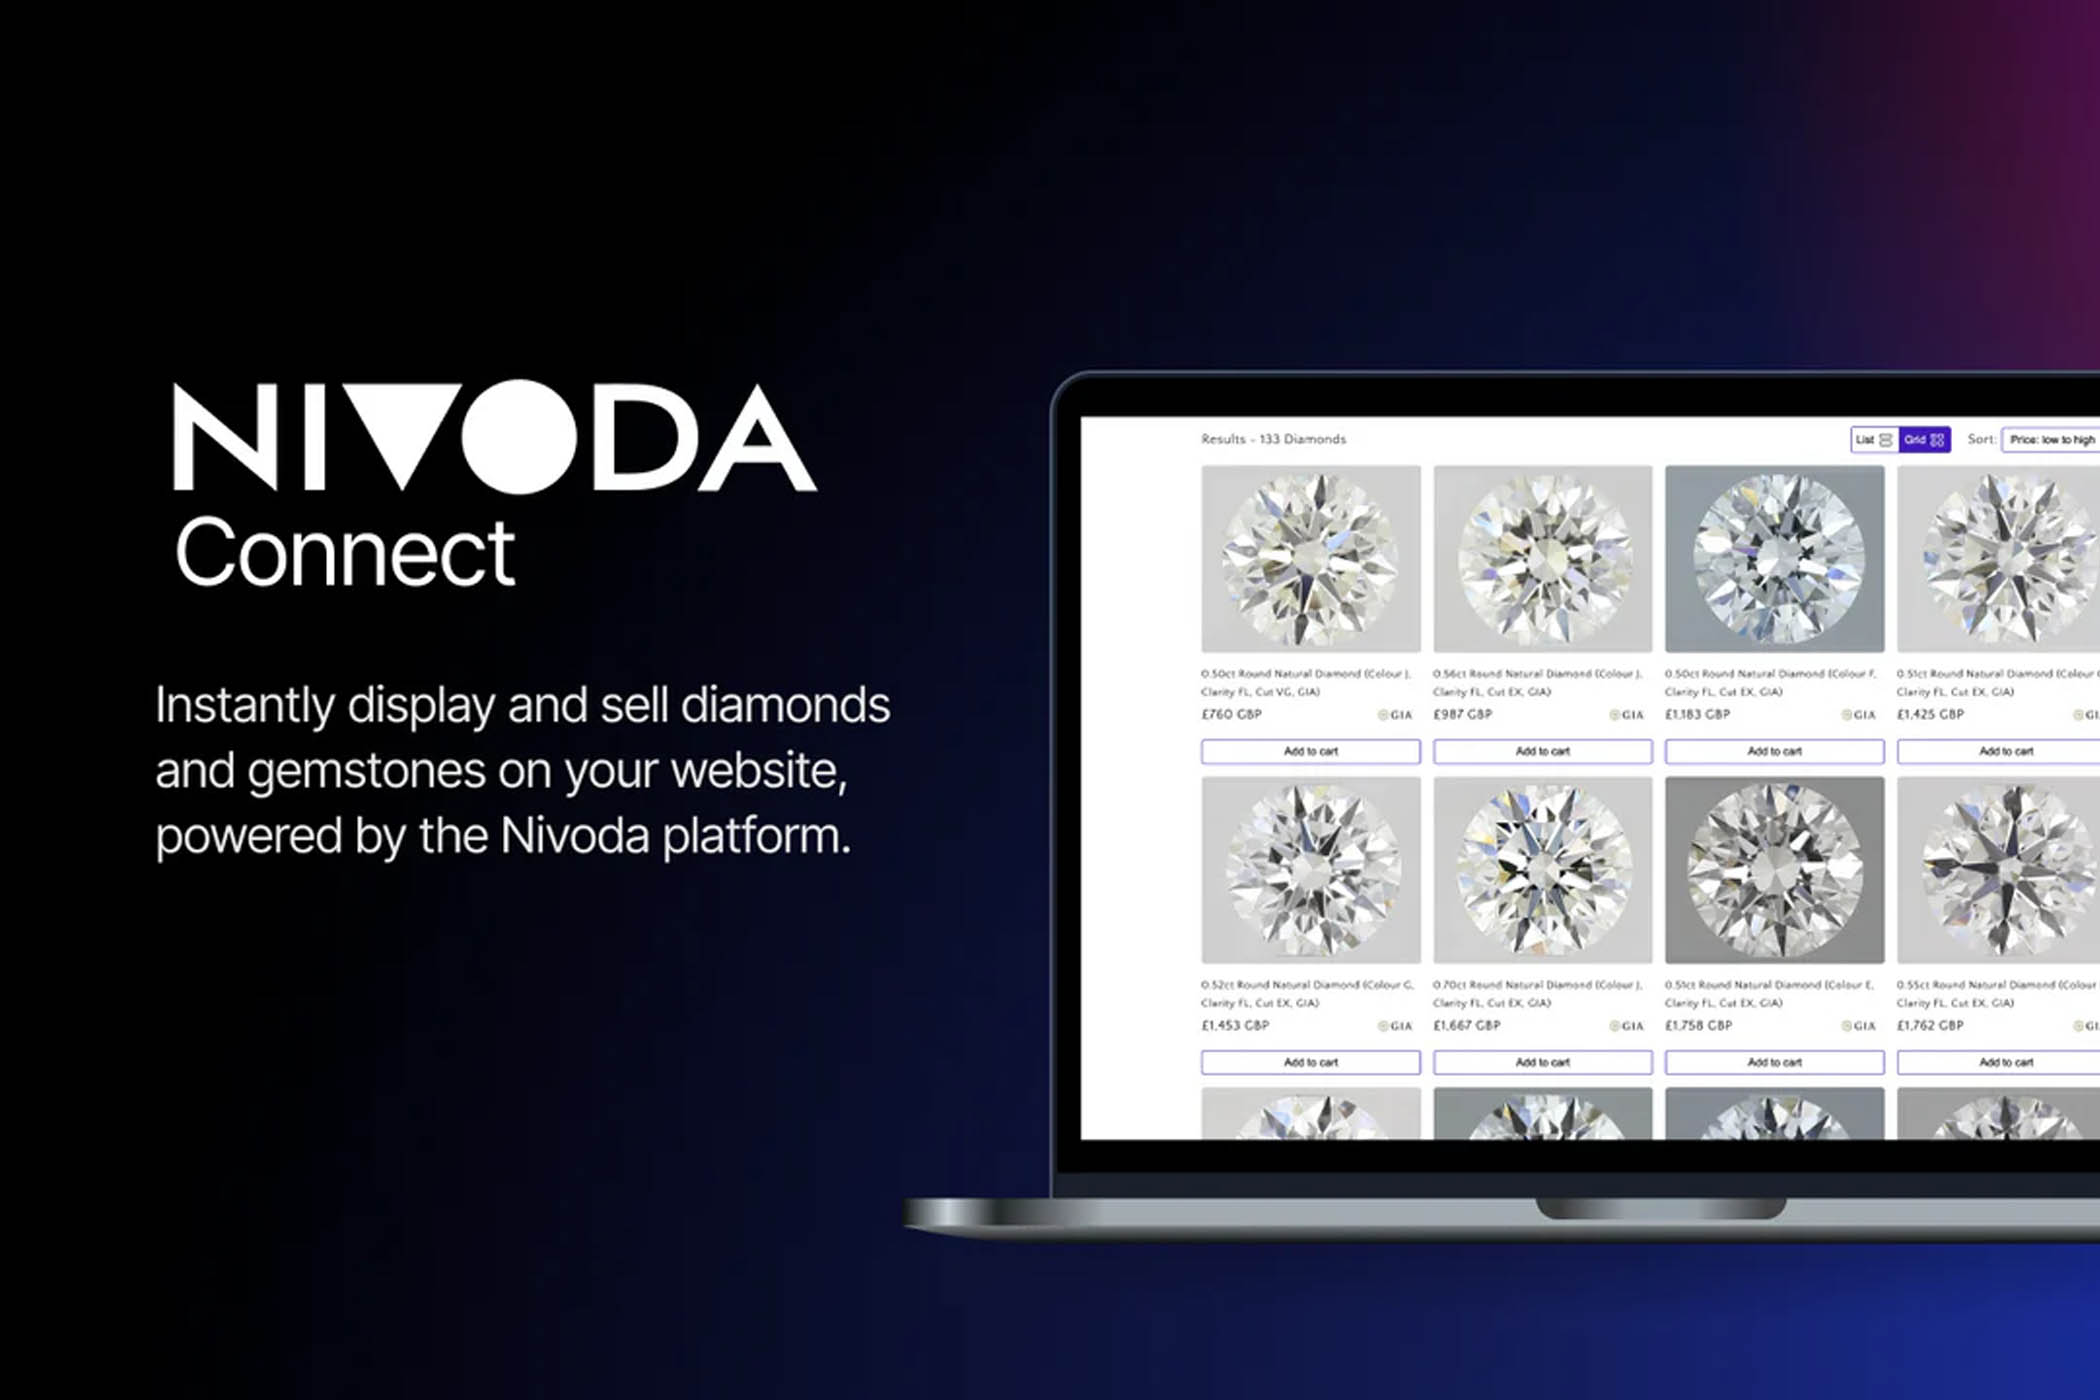 NIVODA
Connect
Instantly display and sell diamonds
and gemstones on your website,
powered by the Nivoda platform.
Results - 133 Diamonds
List Grid Sort: Price: low to high
0.50ct Round Natural Diamond (Colour J, 0.56ct Round Natural Diamond (Colour J, 0.50ct Round Natural Diamond (Colour F, 0.51ct Round Natural Diamond (Colour
Clarity FL, Cut VG, GIA) Clarity FL, Cut EX, GIA) Clarity FL, Cut EX, GIA) Clarity FL, Cut EX, GIA)
£760 GBP GIA £987 GBP GIA £1,183 GBP GIA £1,425 GBP GI
Add to cart Add to cart Add to cart Add to cart
0.52ct Round Natural Diamond (Colour G, 0.70ct Round Natural Diamond (Colour J, 0.51ct Round Natural Diamond (Colour E, 0.55ct Round Natural Diamond (Colour
Clarity FL, Cut EX, GIA) Clarity FL, Cut EX, GIA) Clarity FL, Cut EX, GIA) Clarity FL, Cut EX, GIA)
£1,453 GBP GIA £1,667 GBP GIA £1,758 GBP GIA £1,762 GBP GI
Add to cart Add to cart Add to cart Add to cart